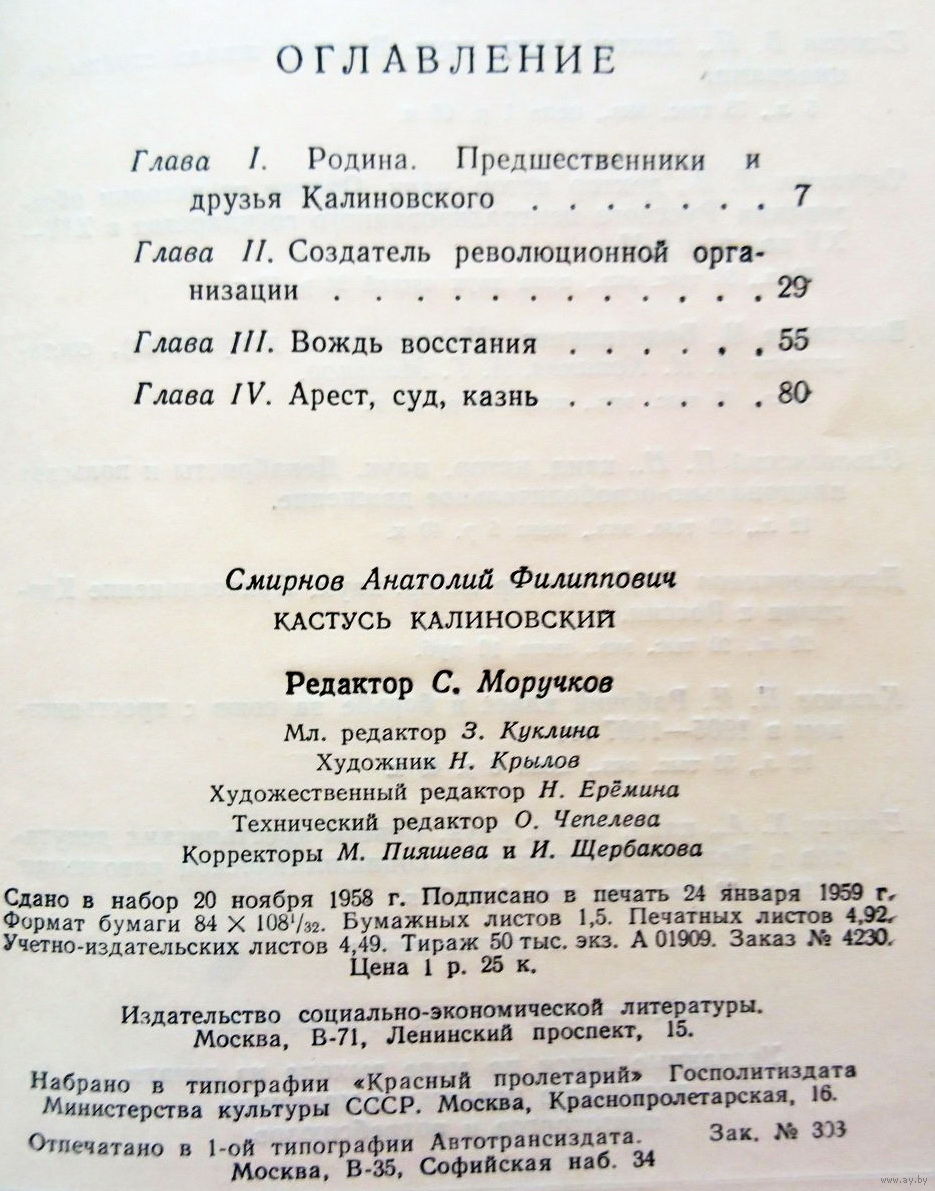 ОГЛАВЛЕНИЕ
Глава I. Родина. Предшественники и
друзья Калиновского . . . . . . . 7
Глава II. Создатель революционной орга-
низации . . . . . . . . . . . . . 29
Глава III. Вождь восстания . . . . . . 55
Глава IV. Арест, суд, казнь . . . . . . 80
Смирнов Анатолий Филиппович
КАСТУСЬ КАЛИНОВСКИЙ
Редактор С. Моручков
Мл. редактор З. Куклина
Художник Н. Крылов
Художественный редактор Н. Ерёмина
Технический редактор О. Чепелева
Корректоры М. Пияшева и И. Щербакова
Сдано в набор 20 ноября 1958 г. Подписано в печать 24 января 1959 г.
Формат бумаги 84 × 108¹/₃₂. Бумажных листов 1,5. Печатных листов 4,92.
Учетно-издательских листов 4,49. Тираж 50 тыс. экз. А 01909. Заказ № 4230.
Цена 1 р. 25 к.
Издательство социально-экономической литературы.
Москва, В-71, Ленинский проспект, 15.
Набрано в типографии «Красный пролетарий» Госполитиздата
Министерства культуры СССР. Москва, Краснопролетарская, 16.
Отпечатано в 1-ой типографии Автотрансиздата. Зак. №
Москва, В-35, Софийская наб. 34
www.ay.by